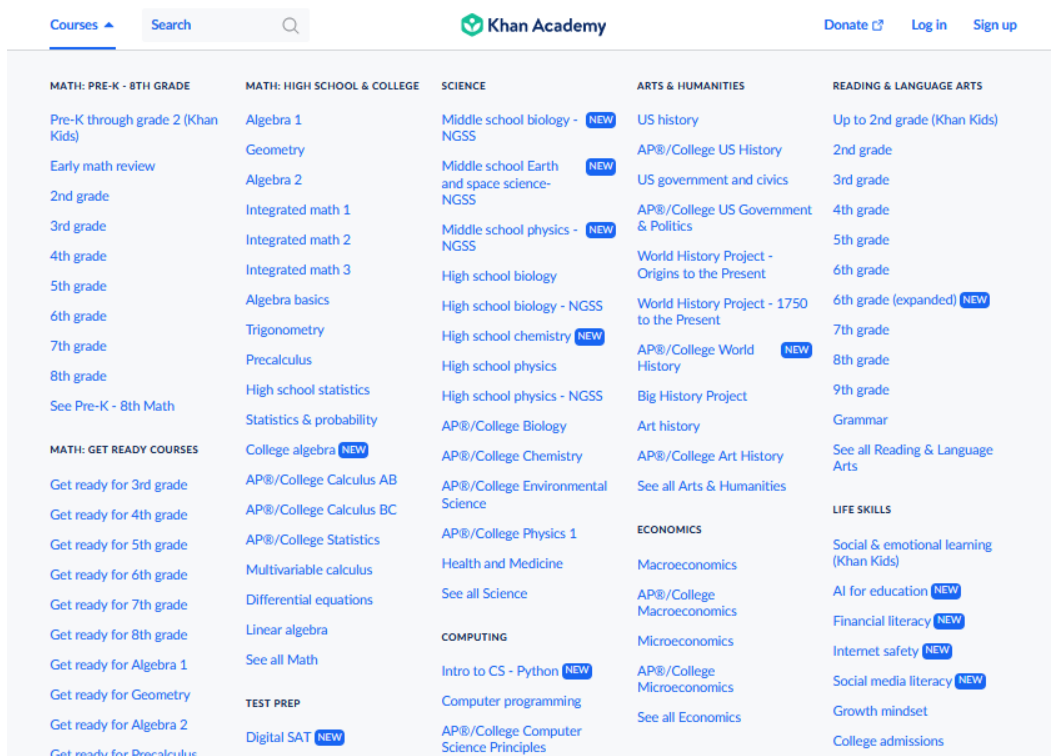 Courses
Search
Khan Academy
Donate
Log in
Sign up
MATH: PRE-K - 8TH GRADE
Pre-K through grade 2 (Khan
Kids)
Early math review
2nd grade
3rd grade
4th grade
5th grade
6th grade
7th grade
8th grade
See Pre-K - 8th Math
MATH: GET READY COURSES
Get ready for 3rd grade
Get ready for 4th grade
Get ready for 5th grade
Get ready for 6th grade
Get ready for 7th grade
Get ready for 8th grade
Get ready for Algebra 1
Get ready for Geometry
Get ready for Algebra 2
Get ready for Precalculus
MATH: HIGH SCHOOL & COLLEGE
Algebra 1
Geometry
Algebra 2
Integrated math 1
Integrated math 2
Integrated math 3
Algebra basics
Trigonometry
Precalculus
High school statistics
Statistics & probability
College algebra NEW
AP®/College Calculus AB
AP®/College Calculus BC
AP®/College Statistics
Multivariable calculus
Differential equations
Linear algebra
See all Math
TEST PREP
Digital SAT NEW
SCIENCE
Middle school biology - NEW
NGSS
Middle school Earth NEW
and space science-
NGSS
Middle school physics - NEW
NGSS
High school biology
High school biology - NGSS
High school chemistry NEW
High school physics
High school physics - NGSS
AP®/College Biology
AP®/College Chemistry
AP®/College Environmental
Science
AP®/College Physics 1
Health and Medicine
See all Science
COMPUTING
Intro to CS - Python NEW
Computer programming
AP®/College Computer
Science Principles
ARTS & HUMANITIES
US history
AP®/College US History
US government and civics
AP®/College US Government
& Politics
World History Project -
Origins to the Present
World History Project - 1750
to the Present
AP®/College World NEW
History
Big History Project
Art history
AP®/College Art History
See all Arts & Humanities
ECONOMICS
Macroeconomics
AP®/College
Macroeconomics
Microeconomics
AP®/College
Microeconomics
See all Economics
READING & LANGUAGE ARTS
Up to 2nd grade (Khan Kids)
2nd grade
3rd grade
4th grade
5th grade
6th grade
6th grade (expanded) NEW
7th grade
8th grade
9th grade
Grammar
See all Reading & Language
Arts
LIFE SKILLS
Social & emotional learning
(Khan Kids)
AI for education NEW
Financial literacy NEW
Internet safety NEW
Social media literacy NEW
Growth mindset
College admissions